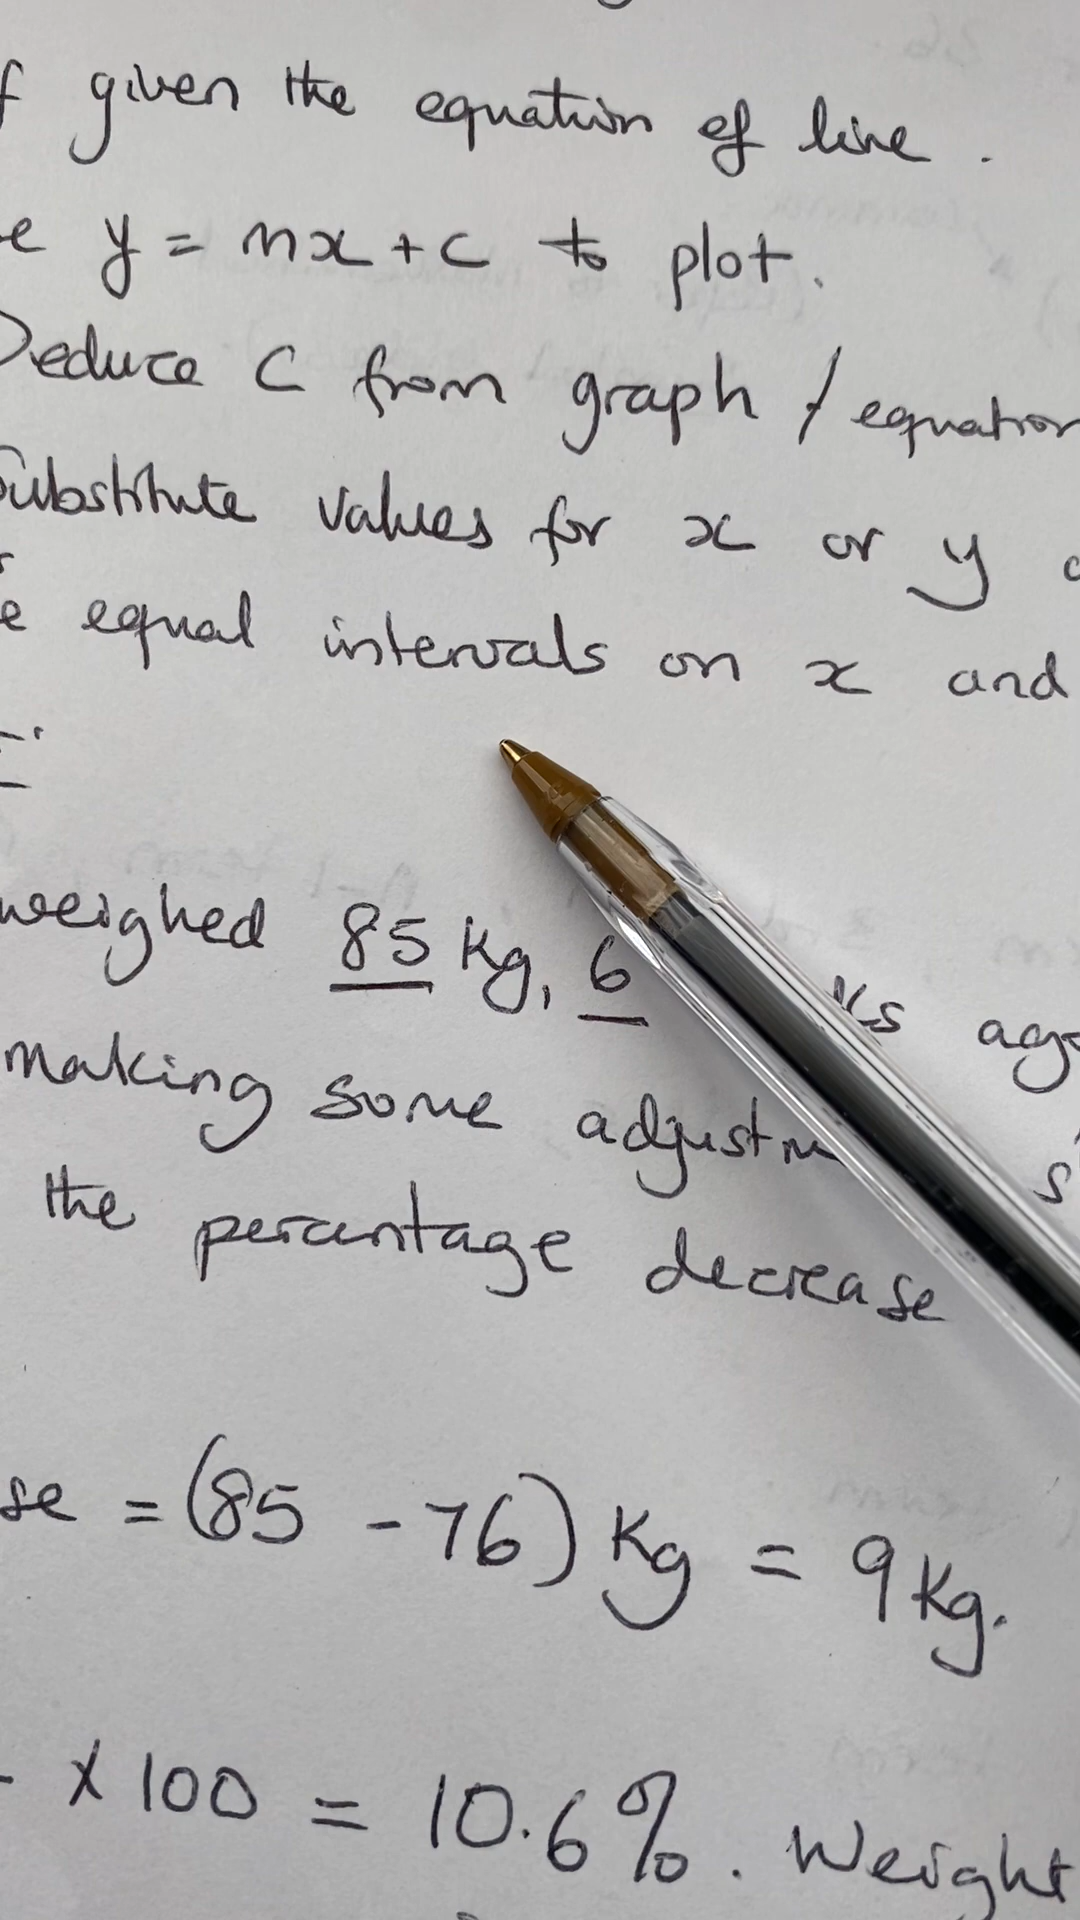 given the equation of line.
y = mx + c to plot.
Deduce C from graph / equation
Substitute values for x or y
equal intervals on x and
weighed 85 Kg, 6
making some
the percentage decrease
= (85 - 76) Kg = 9 Kg.
x 100 = 10.6%. Weight